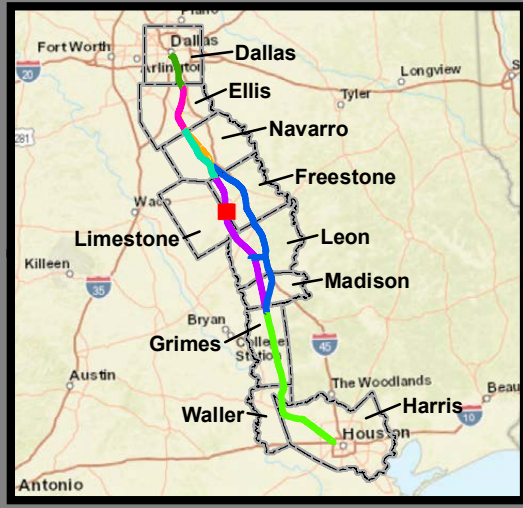 Plano
Fort Worth
Dallas
Dallas
Arlington
20
Ellis
Longview
Tyler
Navarro
281
Freestone
Waco
Limestone
Leon
Killeen
Madison
35
Bryan
Grimes
College
Station
45
Austin
The Woodlands
Harris
Waller
Beau
10
Houston
Antonio